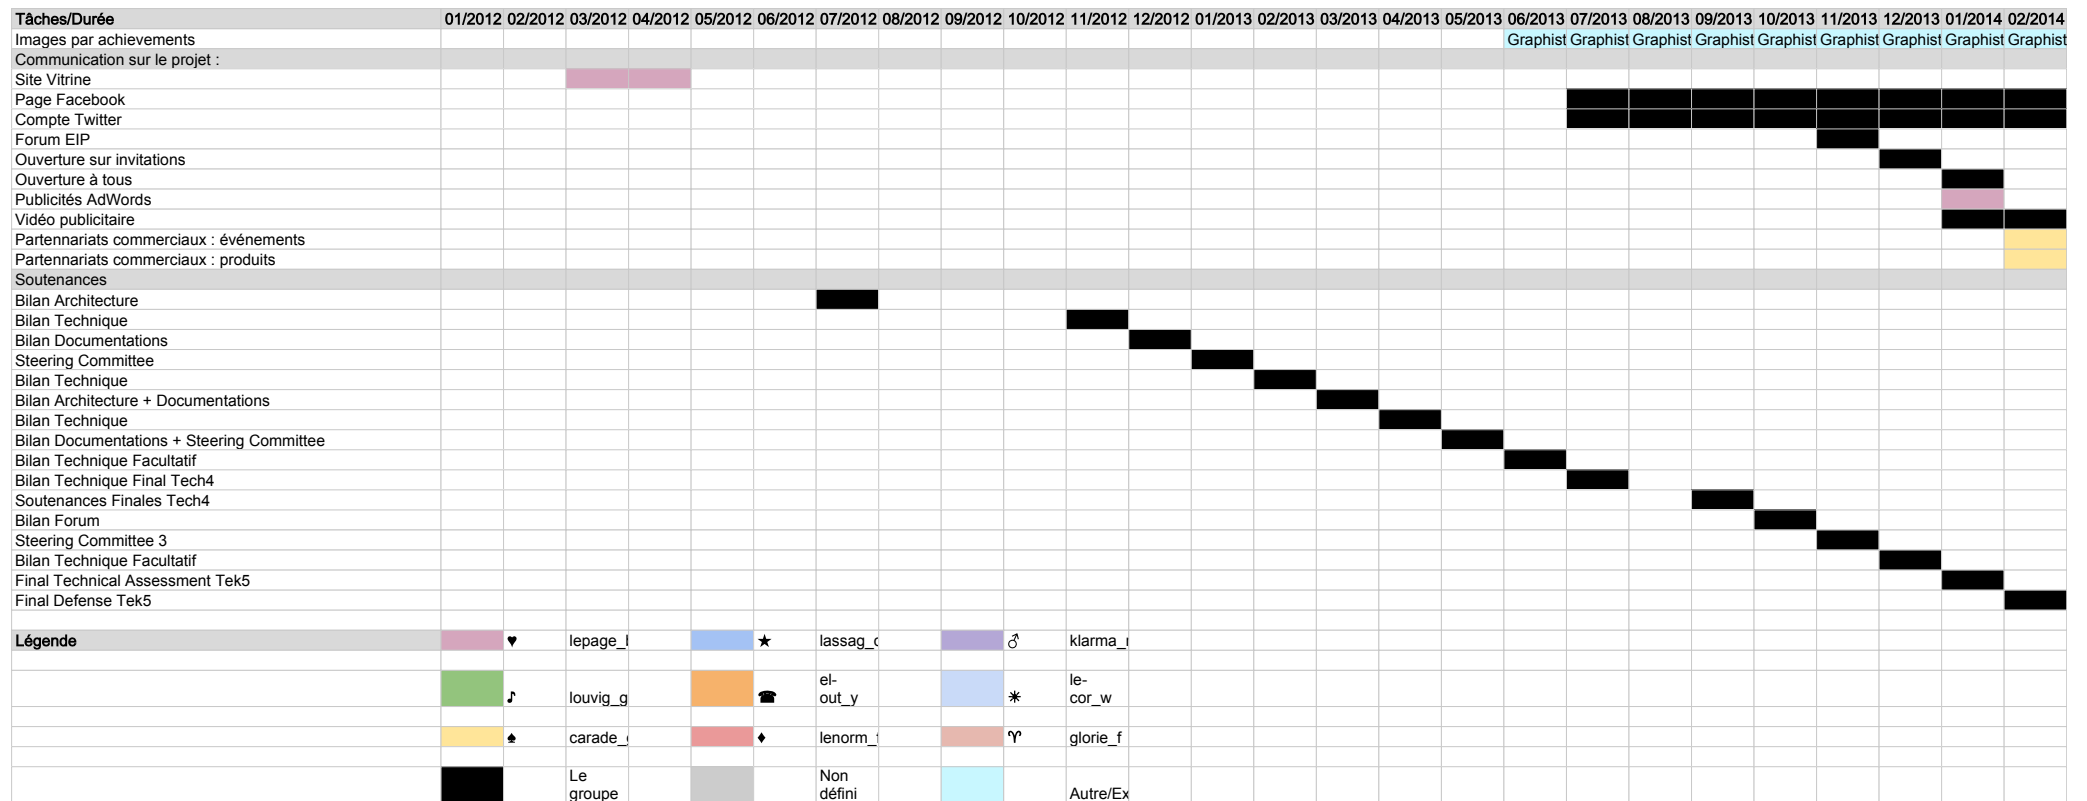 Tâches/Durée 01/2012 02/2012 03/2012 04/2012 05/2012 06/2012 07/2012 08/2012 09/2012 10/2012 11/2012 12/2012 01/2013 02/2013 03/2013 04/2013 05/2013 06/2013 07/2013 08/2013 09/2013 10/2013 11/2013 12/2013 01/2014 02/2014
Images par achievements Graphist Graphist Graphist Graphist Graphist Graphist Graphist Graphist Graphist
Communication sur le projet :
Site Vitrine
Page Facebook
Compte Twitter
Forum EIP
Ouverture sur invitations
Ouverture à tous
Publicités AdWords
Vidéo publicitaire
Partennariats commerciaux : événements
Partennariats commerciaux : produits
Soutenances
Bilan Architecture
Bilan Technique
Bilan Documentations
Steering Committee
Bilan Technique
Bilan Architecture + Documentations
Bilan Technique
Bilan Documentations + Steering Committee
Bilan Technique Facultatif
Bilan Technique Final Tech4
Soutenances Finales Tech4
Bilan Forum
Steering Committee 3
Bilan Technique Facultatif
Final Technical Assessment Tek5
Final Defense Tek5
Légende ♥ lepage_ ★ lassag_ ♂ klarma_
el- le-
♪ louvig_g ☎ out_y ✳ cor_w
♠ carade_ ♦ lenorm_ ♈ glorie_f
Le Non
groupe défini Autre/Ex